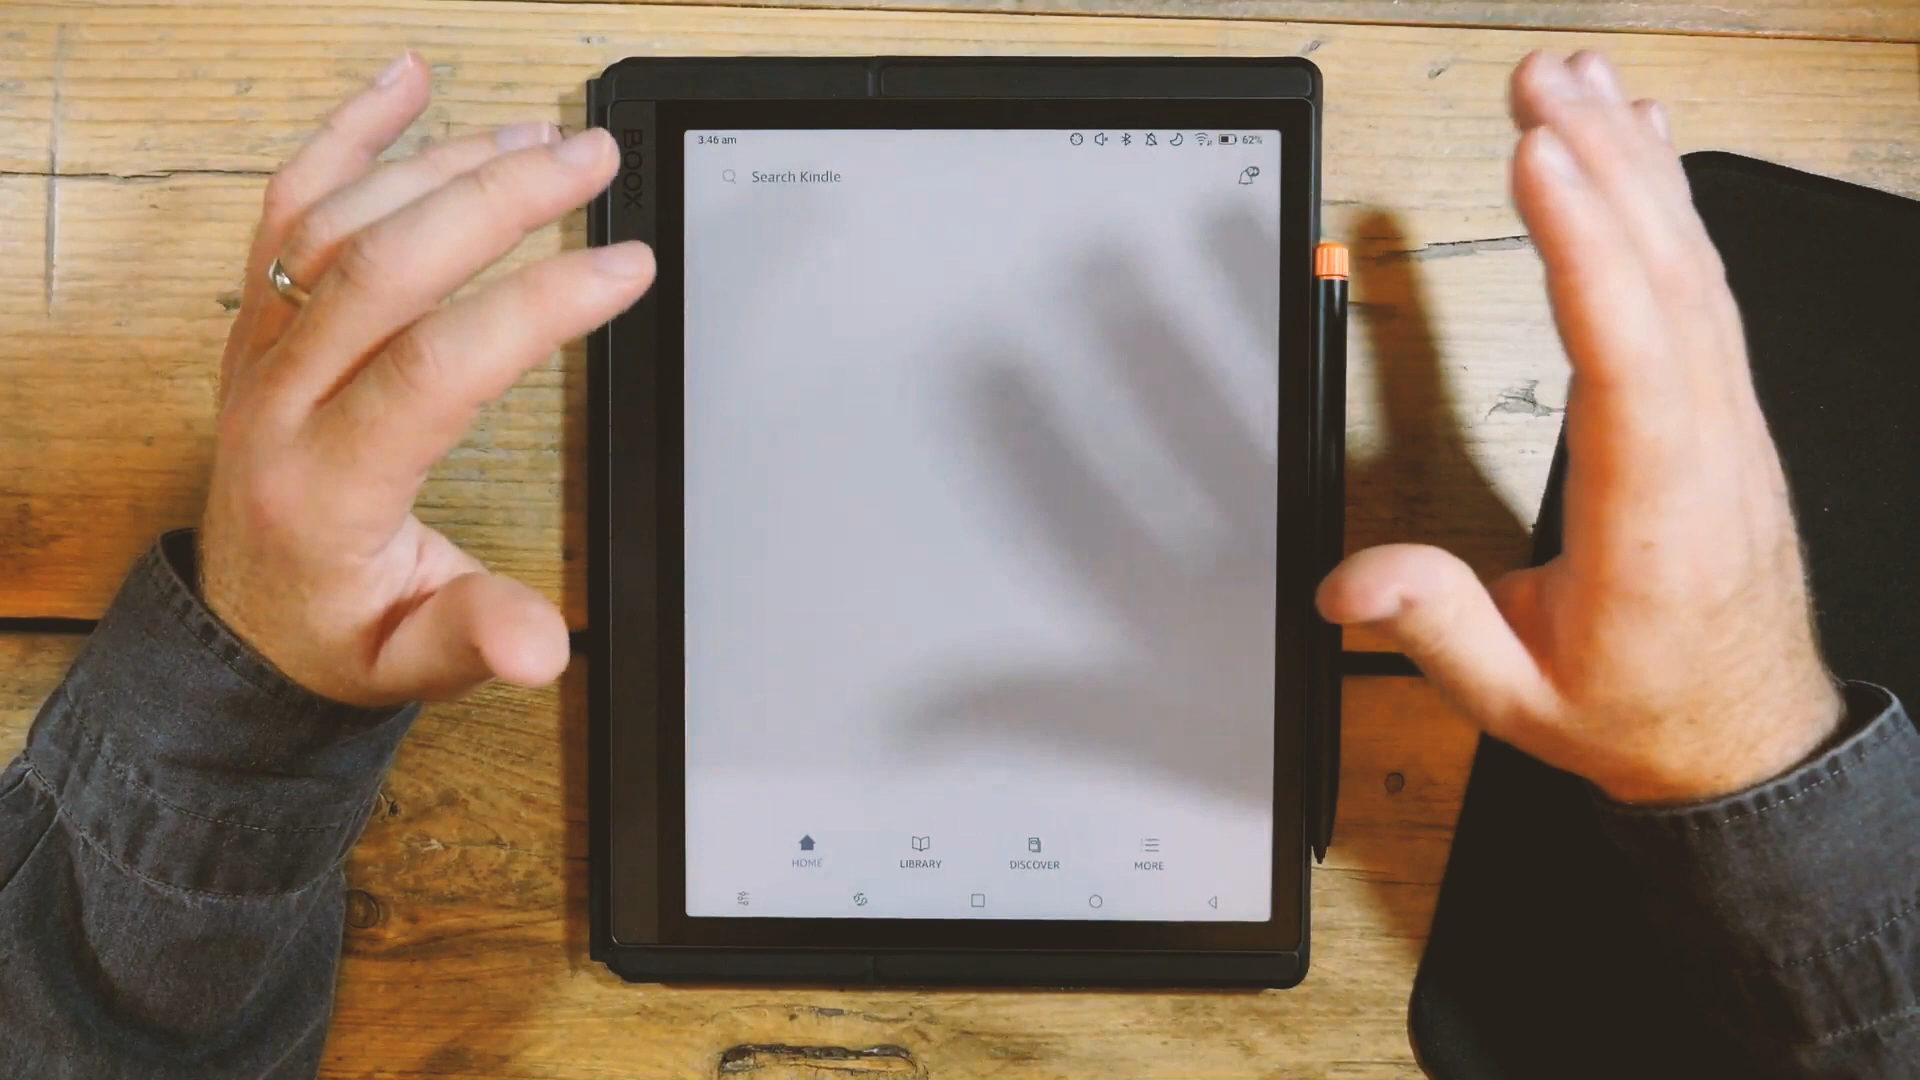 BOOX
3.46 am
62%
Search Kindle
HOME
LIBRARY
DISCOVER
MORE